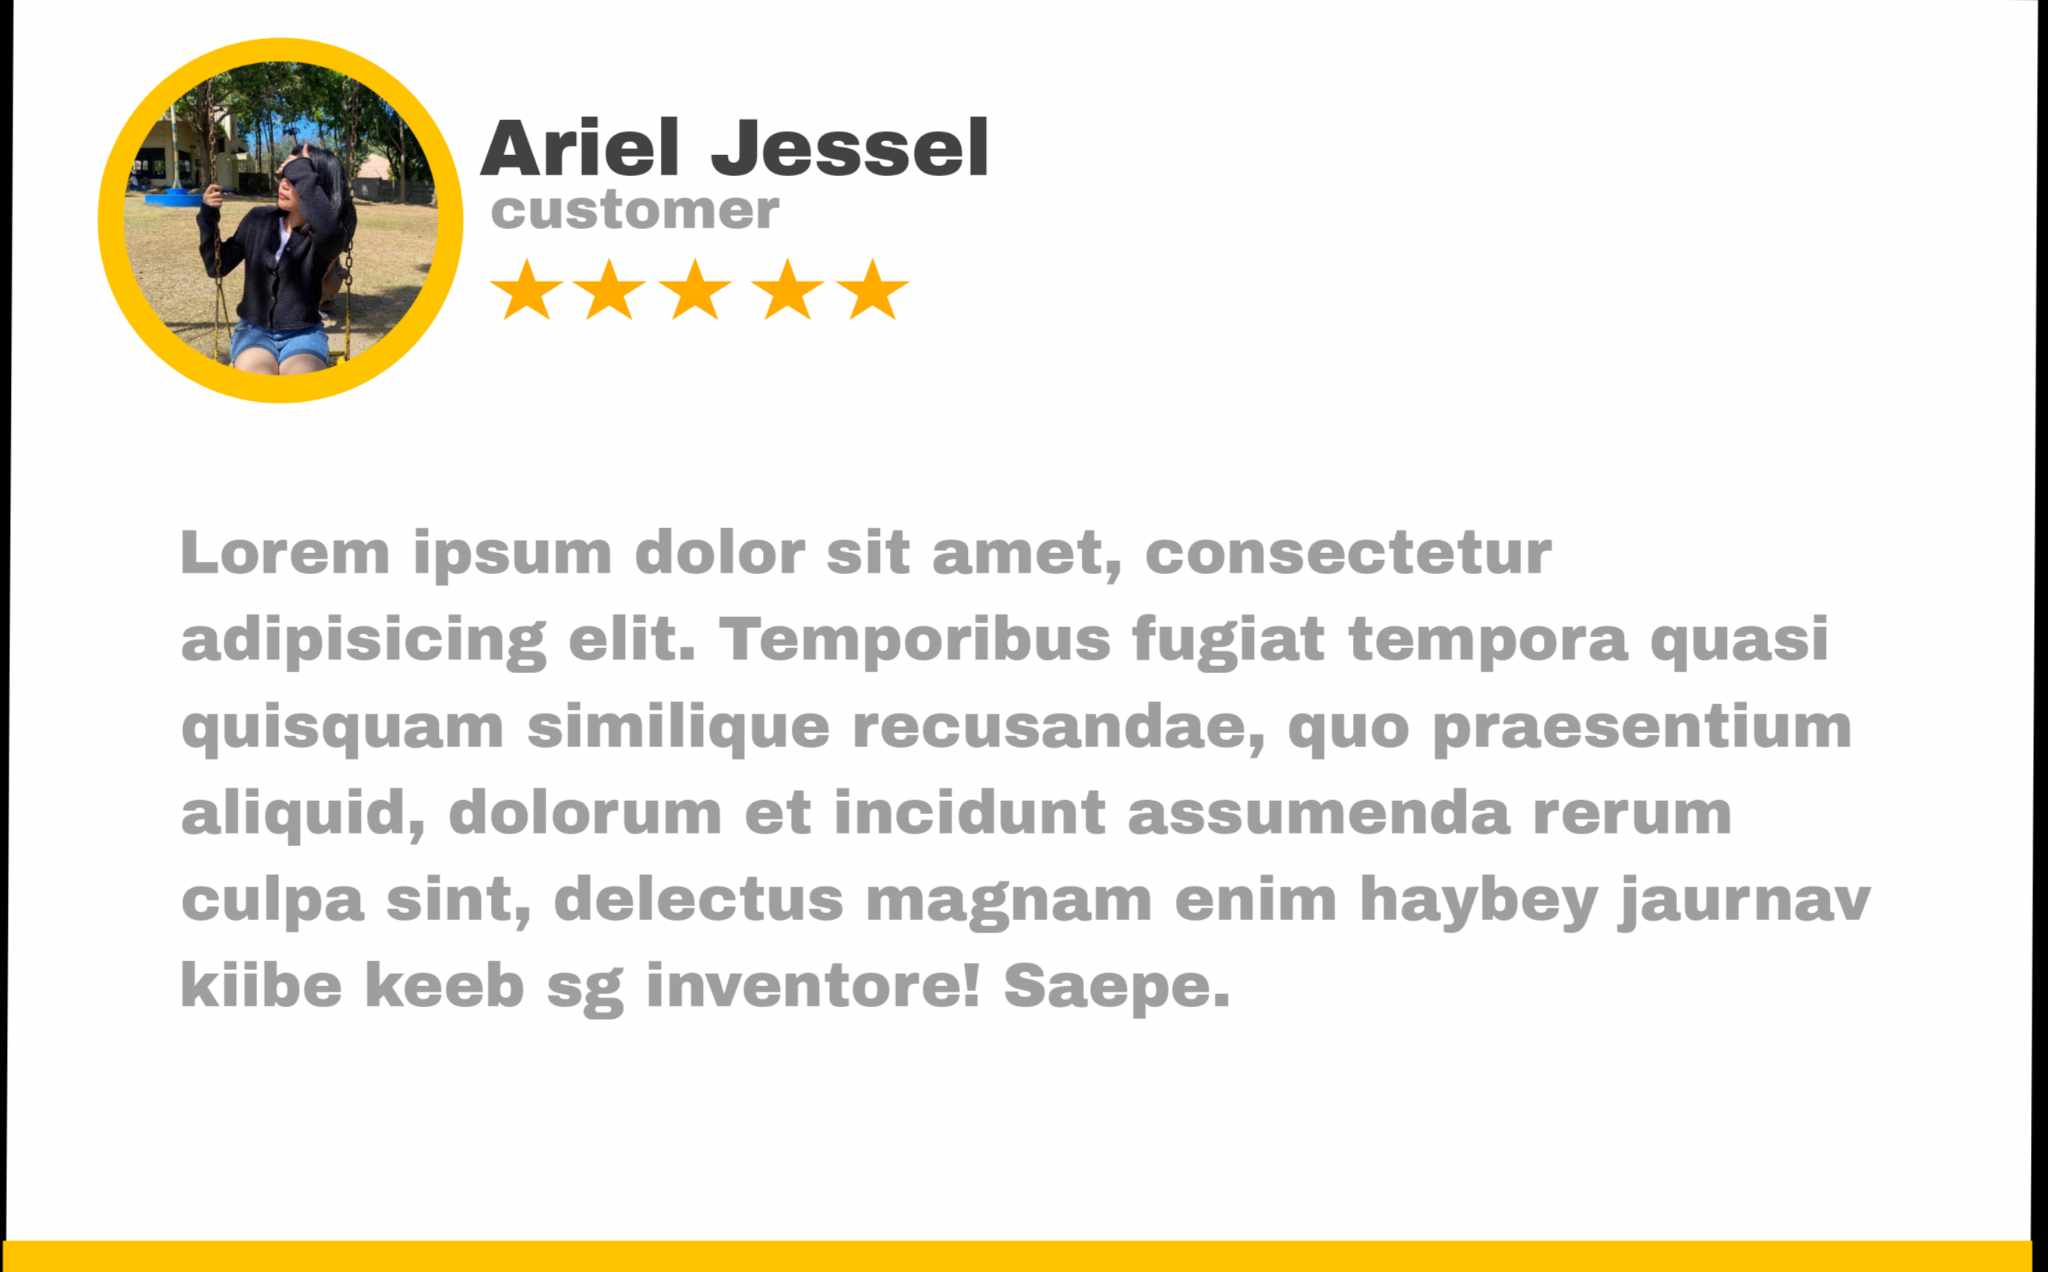 Ariel Jessel
customer
Lorem ipsum dolor sit amet, consectetur
adipisicing elit. Temporibus fugiat tempora quasi
quisquam similique recusandae, quo praesentium
aliquid, dolorum et incidunt assumenda rerum
culpa sint, delectus magnam enim haybey jaurnav
kiibe keeb sg inventore! Saepe.